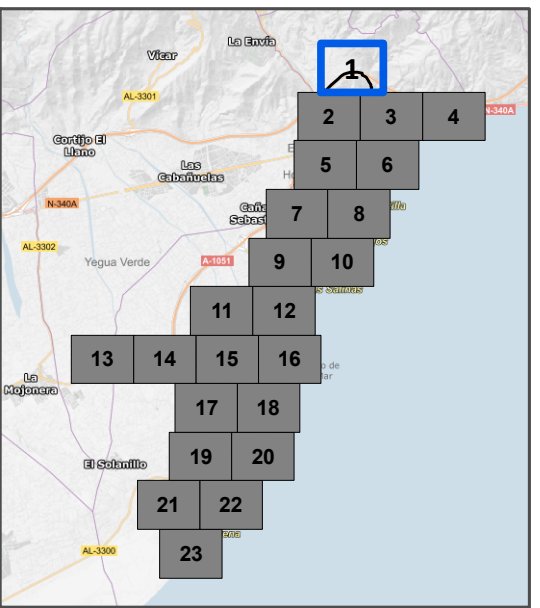 La Envía
Vícar
1
AL-3301
2
3
4
N-340A
Cortijo El
Llano
Las
Cabañuelas
5
6
N-340A
7
8
AL-3302
Yegua Verde
A-1051
9
10
11
12
13
14
15
16
La
Mojonera
17
18
El Solanillo
19
20
21
22
AL-3300
23